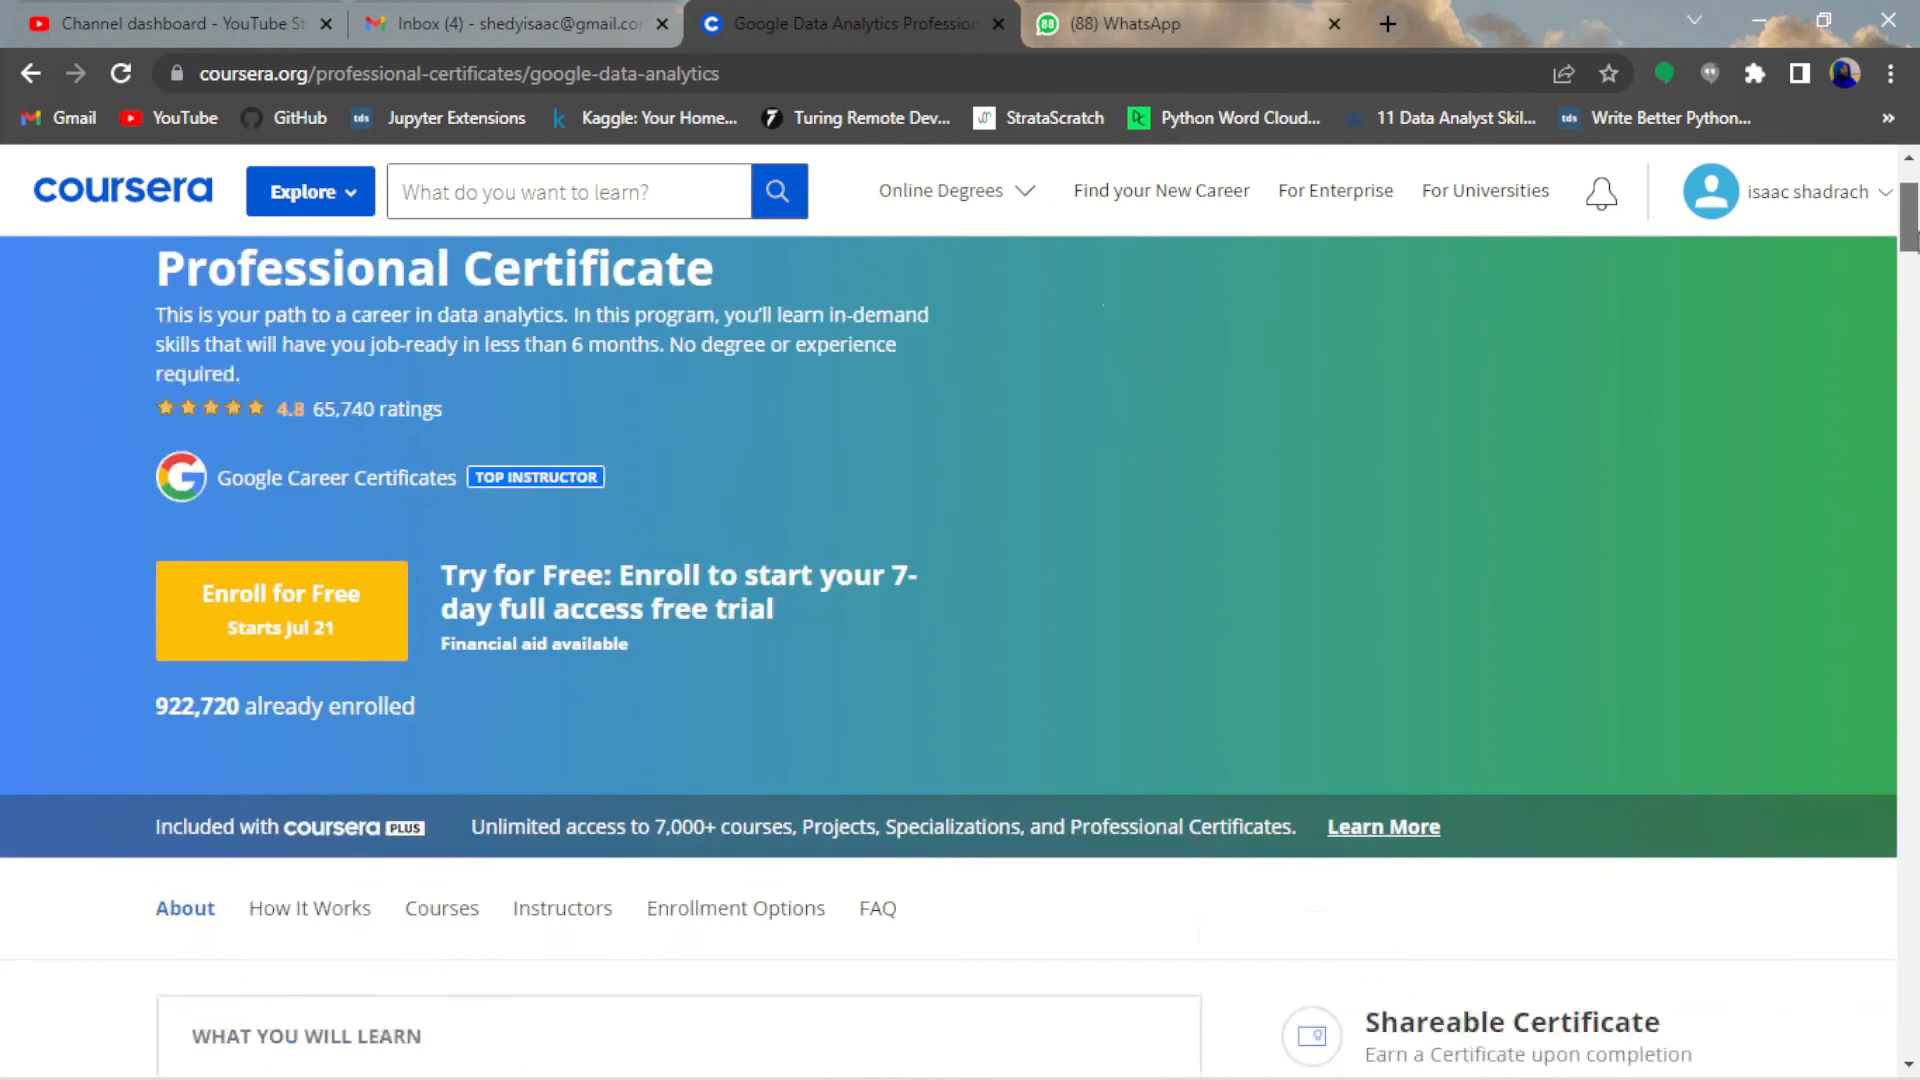 Channel dashboard - YouTube St
Inbox (4) - shedyisaac@gmail.co
Google Data Analytics Profession
(88) WhatsApp
coursera.org/professional-certificates/google-data-analytics
Gmail
YouTube
GitHub
tds Jupyter Extensions
k Kaggle: Your Home...
Turing Remote Dev...
StrataScratch
Python Word Cloud...
11 Data Analyst Skil...
tds Write Better Python...
»
coursera
Explore
What do you want to learn?
Online Degrees
Find your New Career
For Enterprise
For Universities
isaac shadrach
Professional Certificate
This is your path to a career in data analytics. In this program, you'll learn in-demand
skills that will have you job-ready in less than 6 months. No degree or experience
required.
4.8 65,740 ratings
Google Career Certificates TOP INSTRUCTOR
Enroll for Free
Starts Jul 21
Try for Free: Enroll to start your 7-
day full access free trial
Financial aid available
922,720 already enrolled
Included with coursera PLUS
Unlimited access to 7,000+ courses, Projects, Specializations, and Professional Certificates. Learn More
About
How It Works
Courses
Instructors
Enrollment Options
FAQ
WHAT YOU WILL LEARN
Shareable Certificate
Earn a Certificate upon completion